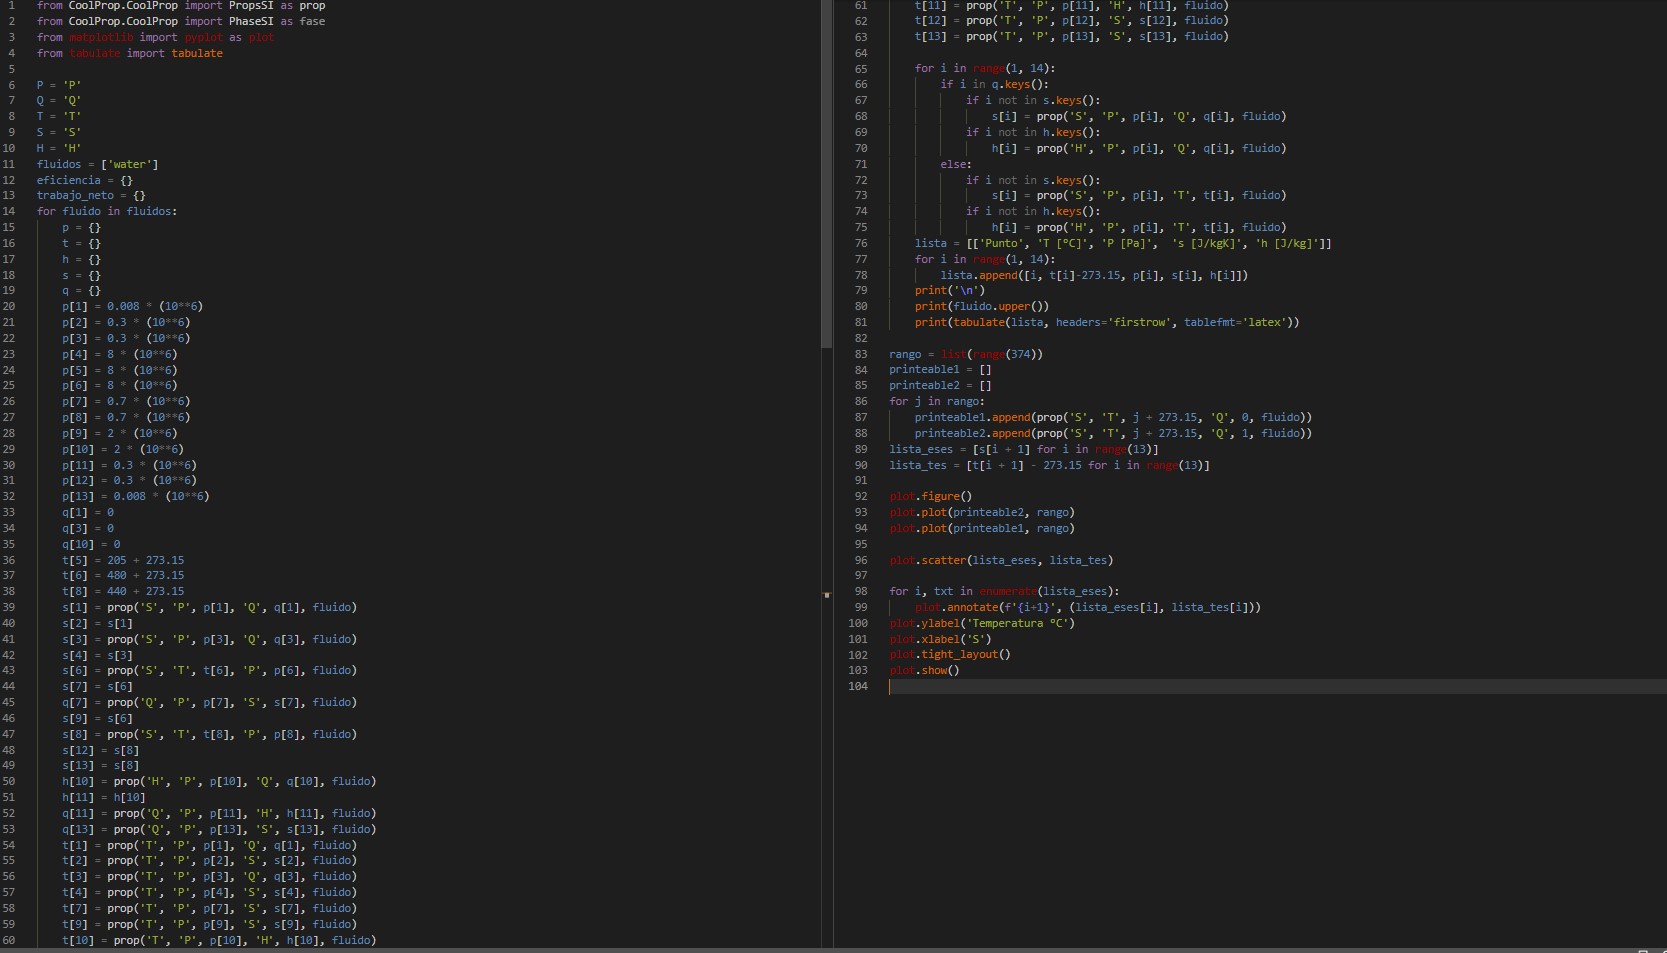 1 from CoolProp.CoolProp import PropsSI as prop
2 from CoolProp.CoolProp import PhaseSI as fase
3 from matplotlib import pyplot as plot
4 from tabulate import tabulate
5
6 P = 'P'
7 Q = 'Q'
8 T = 'T'
9 S = 'S'
10 H = 'H'
11 fluidos = ['water']
12 eficiencia = {}
13 trabajo_neto = {}
14 for fluido in fluidos:
15 p = {}
16 t = {}
17 h = {}
18 s = {}
19 q = {}
20 p[1] = 0.008 * (10**6)
21 p[2] = 0.3 * (10**6)
22 p[3] = 0.3 * (10**6)
23 p[4] = 8 * (10**6)
24 p[5] = 8 * (10**6)
25 p[6] = 8 * (10**6)
26 p[7] = 0.7 * (10**6)
27 p[8] = 0.7 * (10**6)
28 p[9] = 2 * (10**6)
29 p[10] = 2 * (10**6)
30 p[11] = 0.3 * (10**6)
31 p[12] = 0.3 * (10**6)
32 p[13] = 0.008 * (10**6)
33 q[1] = 0
34 q[3] = 0
35 q[10] = 0
36 t[5] = 205 + 273.15
37 t[6] = 480 + 273.15
38 t[8] = 440 + 273.15
39 s[1] = prop('S', 'P', p[1], 'Q', q[1], fluido)
40 s[2] = s[1]
41 s[3] = prop('S', 'P', p[3], 'Q', q[3], fluido)
42 s[4] = s[3]
43 s[6] = prop('S', 'T', t[6], 'P', p[6], fluido)
44 s[7] = s[6]
45 q[7] = prop('Q', 'P', p[7], 'S', s[7], fluido)
46 s[9] = s[6]
47 s[8] = prop('S', 'T', t[8], 'P', p[8], fluido)
48 s[12] = s[8]
49 s[13] = s[8]
50 h[10] = prop('H', 'P', p[10], 'Q', q[10], fluido)
51 h[11] = h[10]
52 q[11] = prop('Q', 'P', p[11], 'H', h[11], fluido)
53 q[13] = prop('Q', 'P', p[13], 'S', s[13], fluido)
54 t[1] = prop('T', 'P', p[1], 'Q', q[1], fluido)
55 t[2] = prop('T', 'P', p[2], 'S', s[2], fluido)
56 t[3] = prop('T', 'P', p[3], 'Q', q[3], fluido)
57 t[4] = prop('T', 'P', p[4], 'S', s[4], fluido)
58 t[7] = prop('T', 'P', p[7], 'S', s[7], fluido)
59 t[9] = prop('T', 'P', p[9], 'S', s[9], fluido)
60 t[10] = prop('T', 'P', p[10], 'H', h[10], fluido)
61 t[11] = prop('T', 'P', p[11], 'H', h[11], fluido)
62 t[12] = prop('T', 'P', p[12], 'S', s[12], fluido)
63 t[13] = prop('T', 'P', p[13], 'S', s[13], fluido)
64
65 for i in range(1, 14):
66 if i in q.keys():
67 if i not in s.keys():
68 s[i] = prop('S', 'P', p[i], 'Q', q[i], fluido)
69 if i not in h.keys():
70 h[i] = prop('H', 'P', p[i], 'Q', q[i], fluido)
71 else:
72 if i not in s.keys():
73 s[i] = prop('S', 'P', p[i], 'T', t[i], fluido)
74 if i not in h.keys():
75 h[i] = prop('H', 'P', p[i], 'T', t[i], fluido)
76 lista = [['Punto', 'T [ºC]', 'P [Pa]', 's [J/kgK]', 'h [J/kg]']]
77 for i in range(1, 14):
78 lista.append([i, t[i]-273.15, p[i], s[i], h[i]])
79 print('\n')
80 print(fluido.upper())
81 print(tabulate(lista, headers='firstrow', tablefmt='latex'))
82
83 rango = list(range(374))
84 printeable1 = []
85 printeable2 = []
86 for j in rango:
87 printeable1.append(prop('S', 'T', j + 273.15, 'Q', 0, fluido))
88 printeable2.append(prop('S', 'T', j + 273.15, 'Q', 1, fluido))
89 lista_eses = [s[i + 1] for i in range(13)]
90 lista_tes = [t[i + 1] - 273.15 for i in range(13)]
91
92 plot.figure()
93 plot.plot(printeable2, rango)
94 plot.plot(printeable1, rango)
95
96 plot.scatter(lista_eses, lista_tes)
97
98 for i, txt in enumerate(lista_eses):
99 plot.annotate(f'{i+1}', (lista_eses[i], lista_tes[i]))
100 plot.ylabel('Temperatura ºC')
101 plot.xlabel('S')
102 plot.tight_layout()
103 plot.show()
104